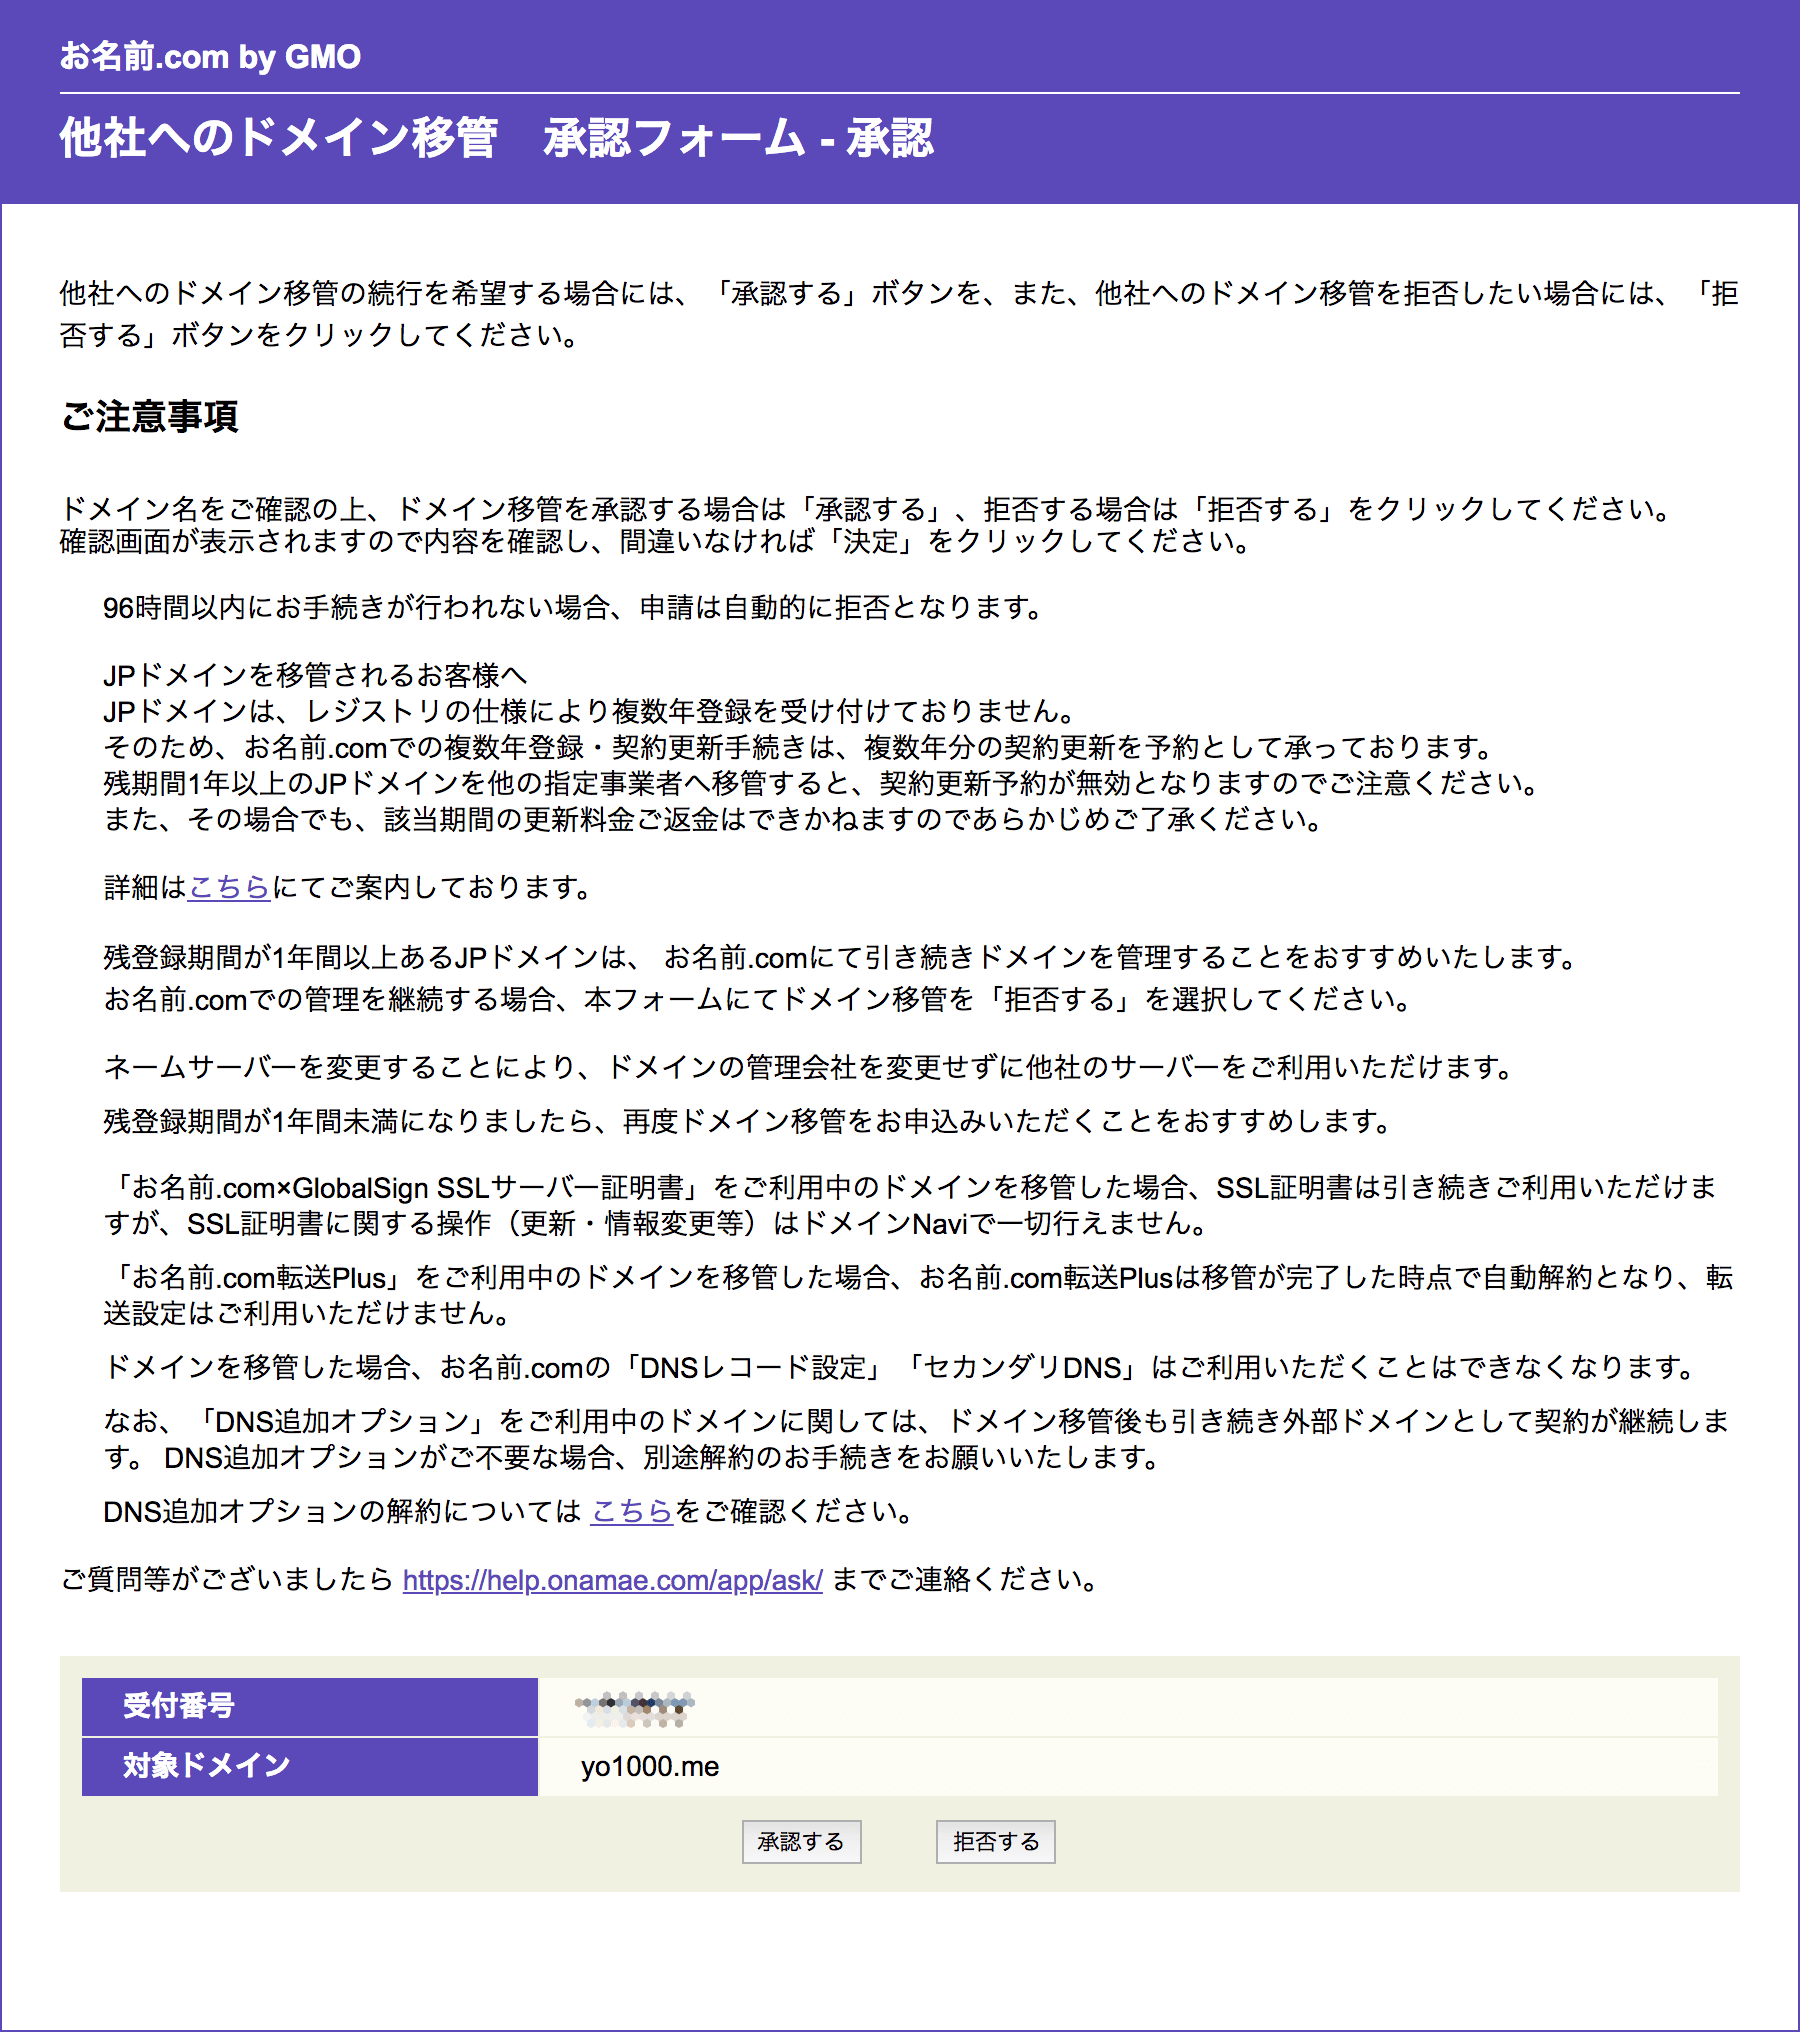 お名前.com by GMO
他社へのドメイン移管　承認フォーム - 承認
他社へのドメイン移管の続行を希望する場合には、「承認する」ボタンを、また、他社へのドメイン移管を拒否したい場合には、「拒
否する」ボタンをクリックしてください。
ご注意事項
ドメイン名をご確認の上、ドメイン移管を承認する場合は「承認する」、拒否する場合は「拒否する」をクリックしてください。
確認画面が表示されますので内容を確認し、間違いなければ「決定」をクリックしてください。
96時間以内にお手続きが行われない場合、申請は自動的に拒否となります。
JPドメインを移管されるお客様へ
JPドメインは、レジストリの仕様により複数年登録を受け付けておりません。
そのため、お名前.comでの複数年登録・契約更新手続きは、複数年分の契約更新を予約として承っております。
残期間1年以上のJPドメインを他の指定事業者へ移管すると、契約更新予約が無効となりますのでご注意ください。
また、その場合でも、該当期間の更新料金ご返金はできかねますのであらかじめご了承ください。
詳細はこちらにてご案内しております。
残登録期間が1年間以上あるJPドメインは、 お名前.comにて引き続きドメインを管理することをおすすめいたします。
お名前.comでの管理を継続する場合、本フォームにてドメイン移管を「拒否する」を選択してください。
ネームサーバーを変更することにより、ドメインの管理会社を変更せずに他社のサーバーをご利用いただけます。
残登録期間が1年間未満になりましたら、再度ドメイン移管をお申込みいただくことをおすすめします。
「お名前.com×GlobalSign SSLサーバー証明書」をご利用中のドメインを移管した場合、SSL証明書は引き続きご利用いただけま
すが、SSL証明書に関する操作（更新・情報変更等）はドメインNaviで一切行えません。
「お名前.com転送Plus」をご利用中のドメインを移管した場合、お名前.com転送Plusは移管が完了した時点で自動解約となり、転
送設定はご利用いただけません。
ドメインを移管した場合、お名前.comの「DNSレコード設定」「セカンダリDNS」はご利用いただくことはできなくなります。
なお、「DNS追加オプション」をご利用中のドメインに関しては、ドメイン移管後も引き続き外部ドメインとして契約が継続しま
す。 DNS追加オプションがご不要な場合、別途解約のお手続きをお願いいたします。
DNS追加オプションの解約については こちらをご確認ください。
ご質問等がございましたら https://help.onamae.com/app/ask/ までご連絡ください。
受付番号
対象ドメイン yo1000.me
承認する 拒否する